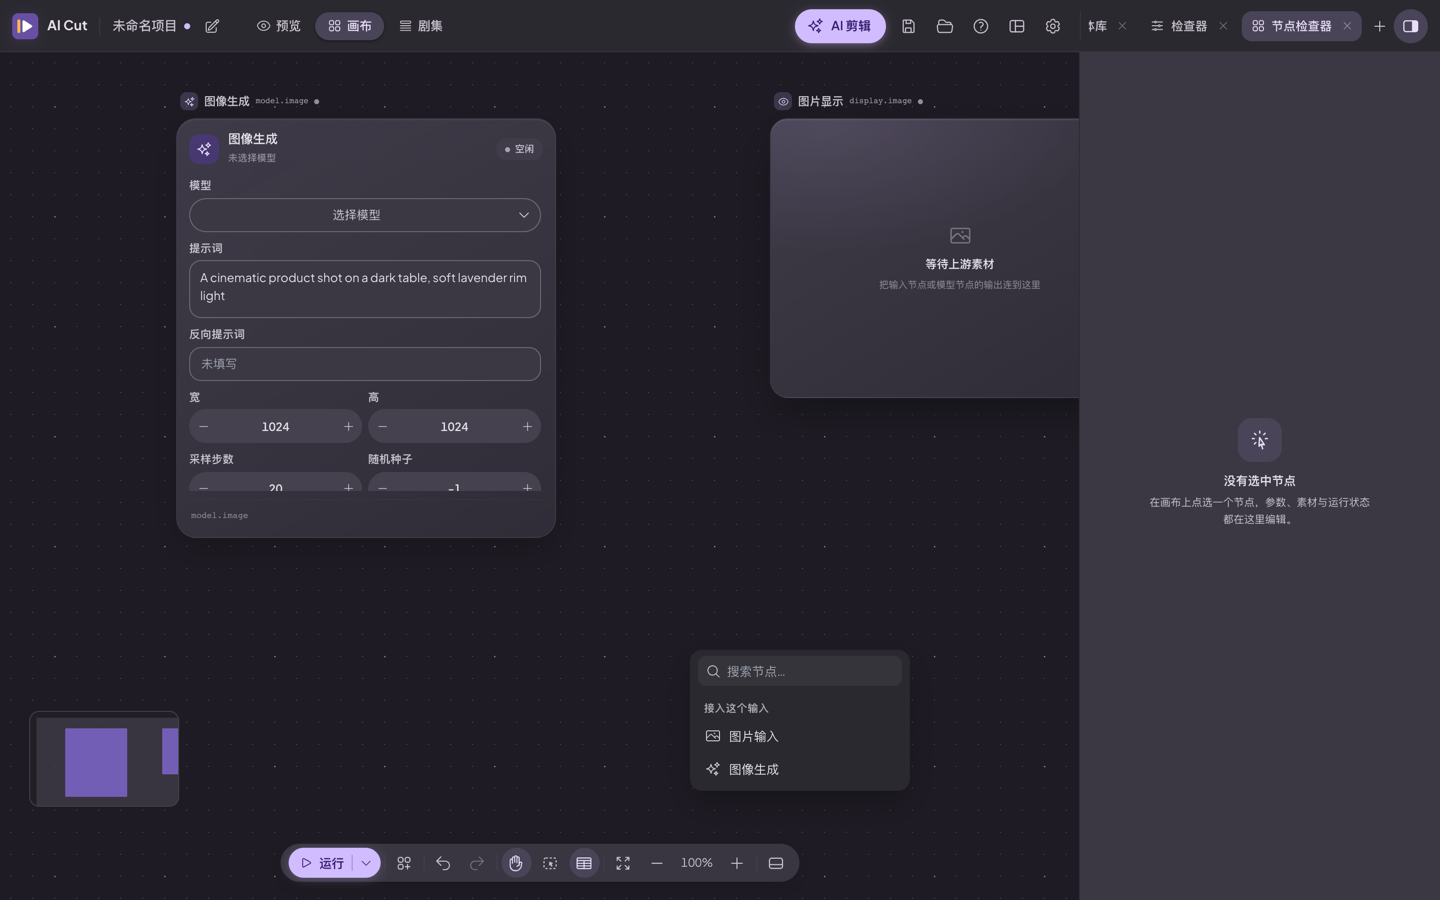 AI Cut
未命名项目
预览
画布
剧集
AI 剪辑
检查器
节点检查器
图像生成 model.image
图片显示 display.image
图像生成
未选择模型
空闲
模型
选择模型
提示词
A cinematic product shot on a dark table, soft lavender rim
light
反向提示词
未填写
宽
高
1024
1024
采样步数
随机种子
20
-1
model.image
等待上游素材
把输入节点或模型节点的输出连到这里
没有选中节点
在画布上点选一个节点，参数、素材与运行状态
都在这里编辑。
搜索节点...
接入这个输入
图片输入
图像生成
运行
100%